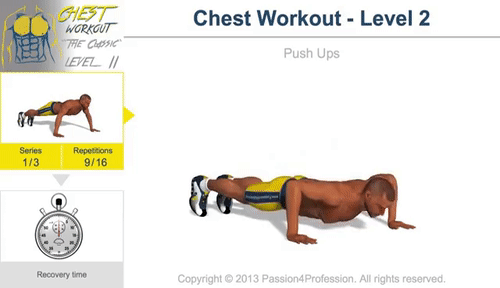 CHEST
WORKOUT
"THE CLASSIC"
LEVEL II
Chest Workout - Level 2
Push Ups
Series
Repetitions
1/3
9/16
Recovery time
Copyright © 2013 Passion4Profession. All rights reserved.